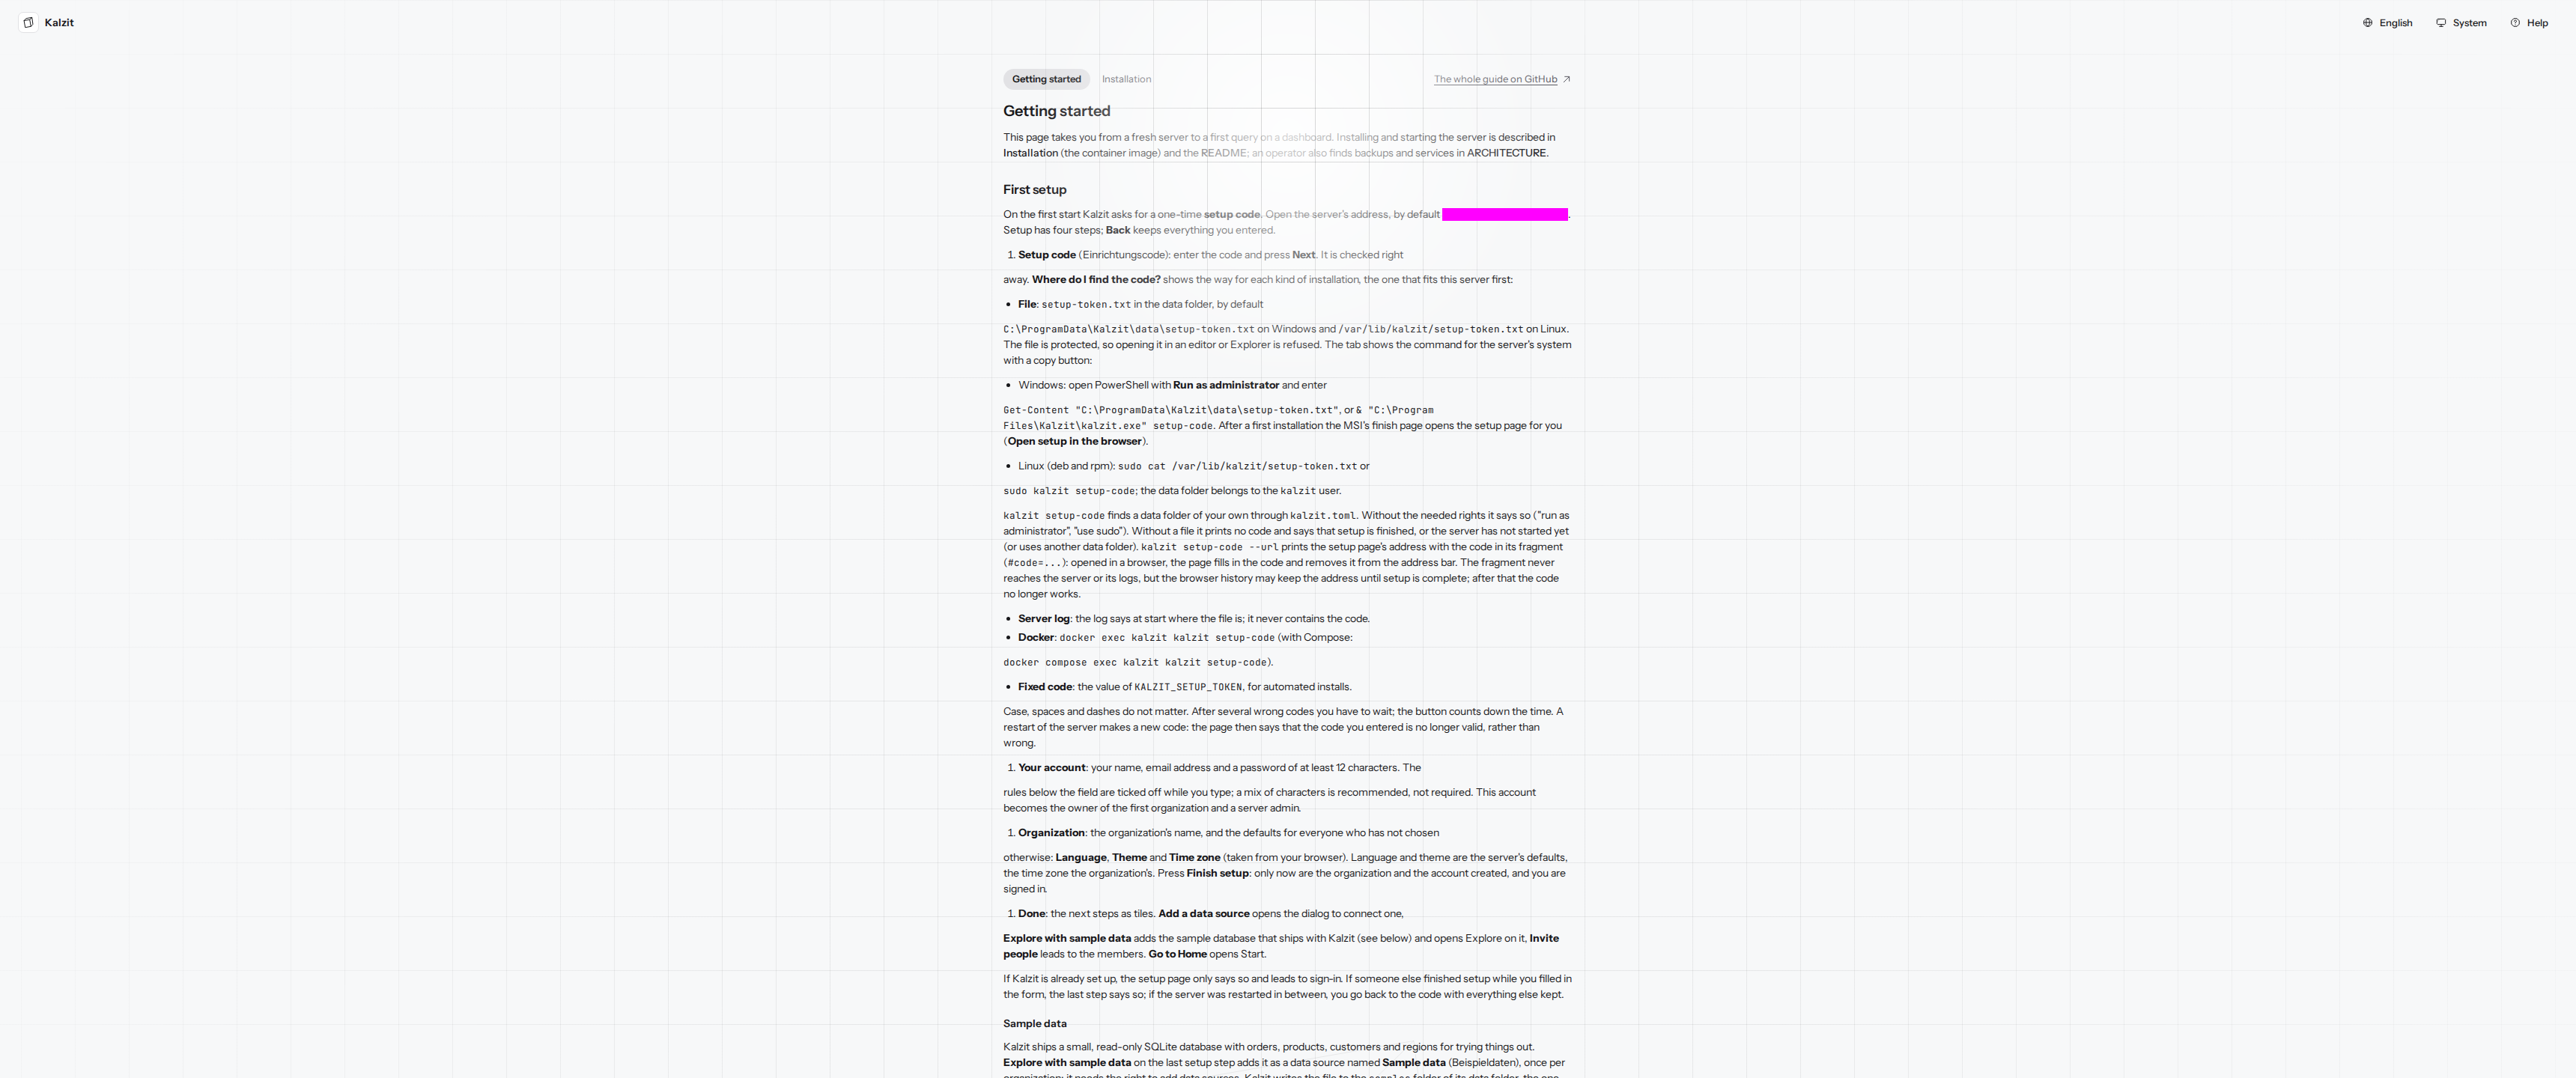 Kalzit
English
System
Help
Getting started
Installation
The whole guide on GitHub
Getting started
This page takes you from a fresh server to a first query on a dashboard. Installing and starting the server is described in
Installation (the container image) and the README; an operator also finds backups and services in ARCHITECTURE.
First setup
On the first start Kalzit asks for a one-time setup code. Open the server's address, by default .
Setup has four steps; Back keeps everything you entered.
1. Setup code (Einrichtungscode): enter the code and press Next. It is checked right
away. Where do I find the code? shows the way for each kind of installation, the one that fits this server first:
• File: setup-token.txt in the data folder, by default
C:\ProgramData\Kalzit\data\setup-token.txt on Windows and /var/lib/kalzit/setup-token.txt on Linux.
The file is protected, so opening it in an editor or Explorer is refused. The tab shows the command for the server's system
with a copy button:
• Windows: open PowerShell with Run as administrator and enter
Get-Content "C:\ProgramData\Kalzit\data\setup-token.txt", or & "C:\Program
Files\Kalzit\kalzit.exe" setup-code. After a first installation the MSI's finish page opens the setup page for you
(Open setup in the browser).
• Linux (deb and rpm): sudo cat /var/lib/kalzit/setup-token.txt or
sudo kalzit setup-code; the data folder belongs to the kalzit user.
kalzit setup-code finds a data folder of your own through kalzit.toml. Without the needed rights it says so ("run as
administrator", "use sudo"). Without a file it prints no code and says that setup is finished, or the server has not started yet
(or uses another data folder). kalzit setup-code --url prints the setup page's address with the code in its fragment
(#code=...): opened in a browser, the page fills in the code and removes it from the address bar. The fragment never
reaches the server or its logs, but the browser history may keep the address until setup is complete; after that the code
no longer works.
• Server log: the log says at start where the file is; it never contains the code.
• Docker: docker exec kalzit kalzit setup-code (with Compose:
docker compose exec kalzit kalzit setup-code).
• Fixed code: the value of KALZIT_SETUP_TOKEN, for automated installs.
Case, spaces and dashes do not matter. After several wrong codes you have to wait; the button counts down the time. A
restart of the server makes a new code: the page then says that the code you entered is no longer valid, rather than
wrong.
1. Your account: your name, email address and a password of at least 12 characters. The
rules below the field are ticked off while you type; a mix of characters is recommended, not required. This account
becomes the owner of the first organization and a server admin.
1. Organization: the organization's name, and the defaults for everyone who has not chosen
otherwise: Language, Theme and Time zone (taken from your browser). Language and theme are the server's defaults,
the time zone the organization's. Press Finish setup: only now are the organization and the account created, and you are
signed in.
1. Done: the next steps as tiles. Add a data source opens the dialog to connect one,
Explore with sample data adds the sample database that ships with Kalzit (see below) and opens Explore on it, Invite
people leads to the members. Go to Home opens Start.
If Kalzit is already set up, the setup page only says so and leads to sign-in. If someone else finished setup while you filled in
the form, the last step says so; if the server was restarted in between, you go back to the code with everything else kept.
Sample data
Kalzit ships a small, read-only SQLite database with orders, products, customers and regions for trying things out.
Explore with sample data on the last setup step adds it as a data source named Sample data (Beispieldaten), once per